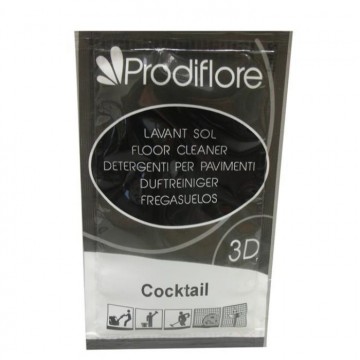 Prodiflore
LAVANT SOL
FLOOR CLEANER
DETERGENTI PER PAVIMENTI
DUFTREINIGER
FREGASUELOS
3D
Cocktail